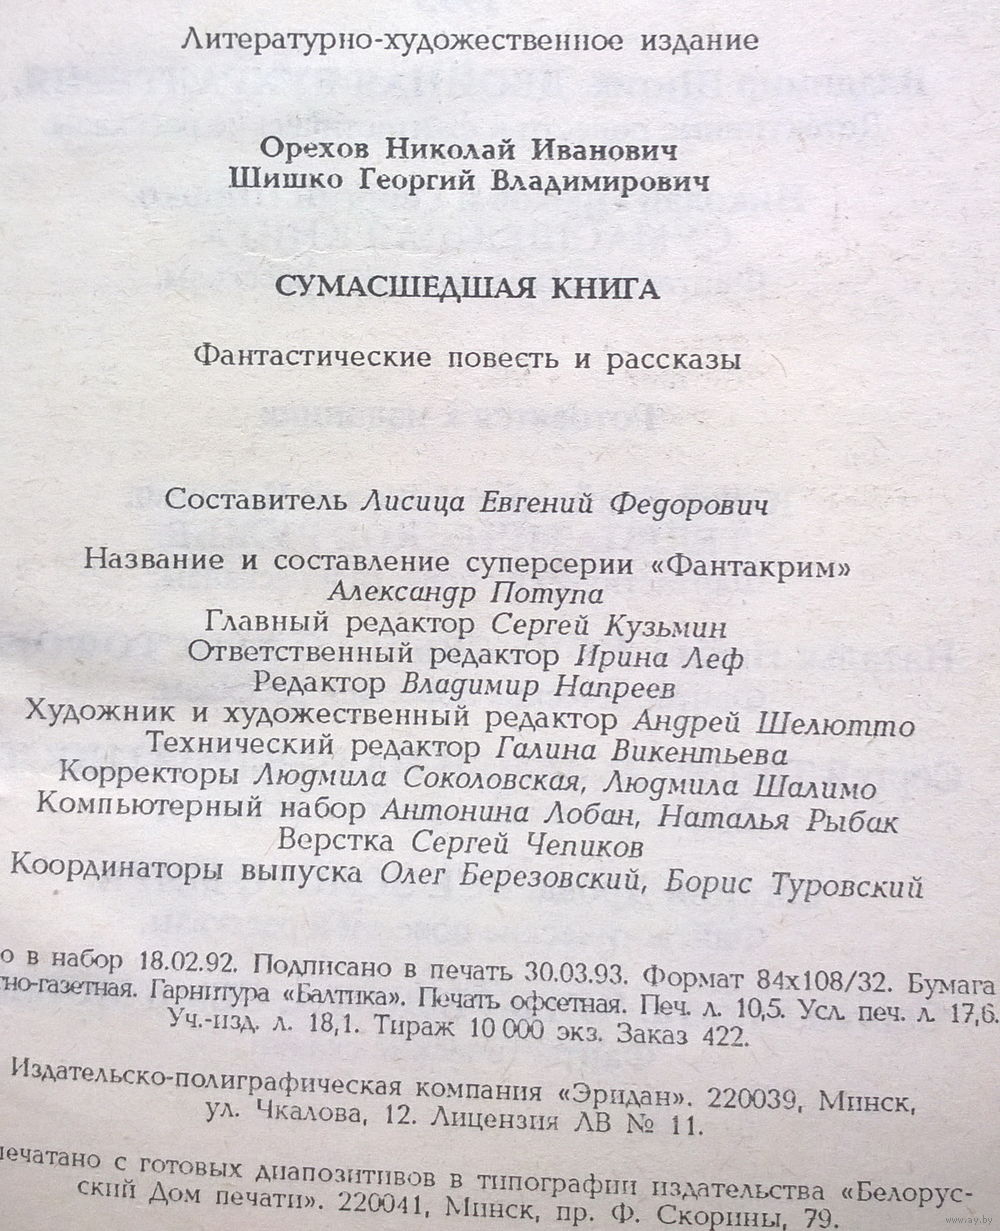 Литературно-художественное издание
Орехов Николай Иванович
Шишко Георгий Владимирович
СУМАСШЕДШАЯ КНИГА
Фантастические повесть и рассказы
Составитель Лисица Евгений Федорович
Название и составление суперсерии «Фантакрим»
Александр Потупа
Главный редактор Сергей Кузьмин
Ответственный редактор Ирина Леф
Редактор Владимир Напреев
Художник и художественный редактор Андрей Шелютто
Технический редактор Галина Викентьева
Корректоры Людмила Соколовская, Людмила Шалимо
Компьютерный набор Антонина Лобан, Наталья Рыбак
Верстка Сергей Чепиков
Координаторы выпуска Олег Березовский, Борис Туровский
о в набор 18.02.92. Подписано в печать 30.03.93. Формат 84х108/32. Бумага
но-газетная. Гарнитура «Балтика». Печать офсетная. Печ. л. 10,5. Усл. печ. л. 17,6.
Уч.-изд. л. 18,1. Тираж 10 000 экз. Заказ 422.
Издательско-полиграфическая компания «Эридан». 220039, Минск,
ул. Чкалова, 12. Лицензия ЛВ № 11.
ечатано с готовых диапозитивов в типографии издательства «Белорус-
ский Дом печати». 220041, Минск, пр. Ф. Скорины, 79.
www.ay.by